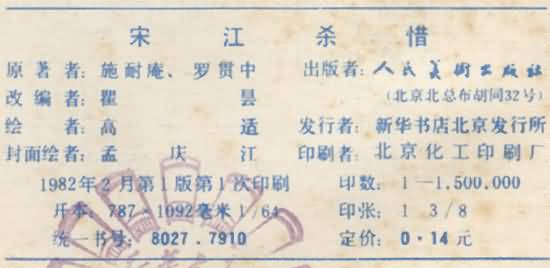 宋江杀惜
原著者：施耐庵、罗贯中
改编者：瞿昙
绘者：高适
封面绘者：孟庆江
1982年2月第1版第1次印刷
开本：787×1092毫米1/64
统一书号：8027.7910
出版者：人民美术出版社
（北京北总布胡同32号）
发行者：新华书店北京发行所
印刷者：北京化工印刷厂
印数：1—1,500,000
印张：1 3/8
定价：0·14元